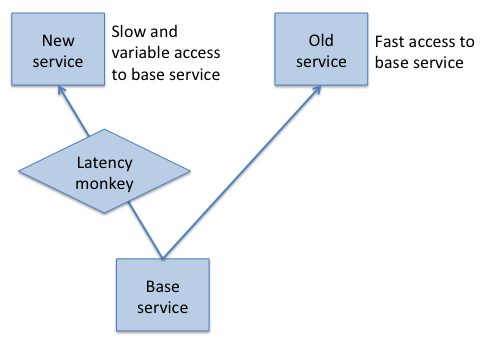 New
service
Slow and
variable access
to base service
Old
service
Fast access to
base service
Latency
monkey
Base
service